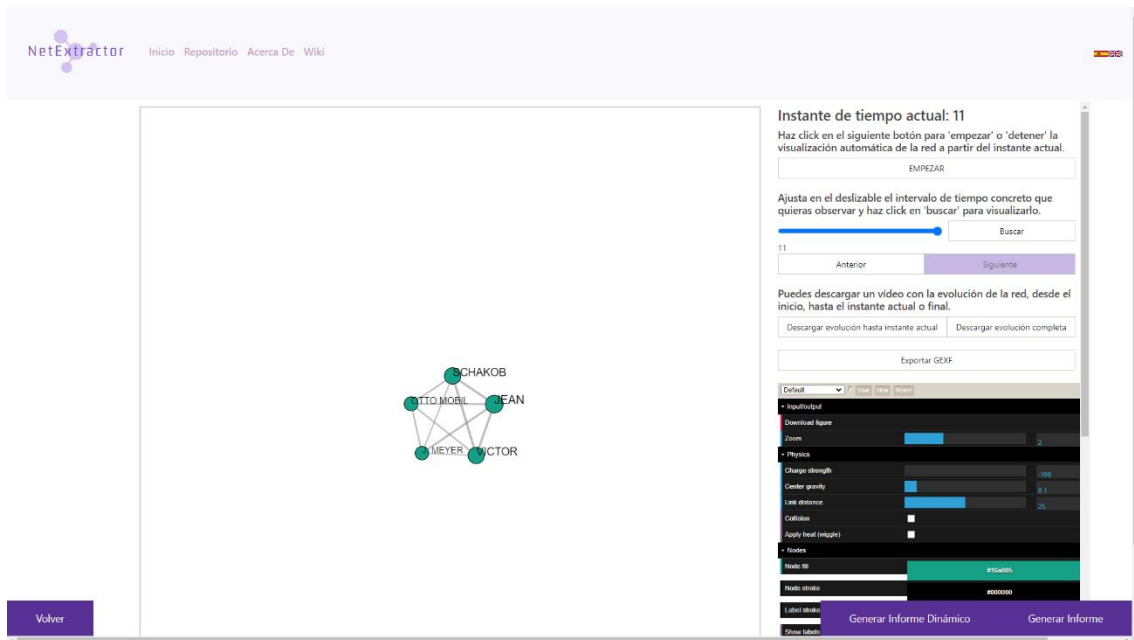 NetExtractor
Inicio Repositorio Acerca De Wiki
Instante de tiempo actual: 11
Haz click en el siguiente botón para 'empezar' o 'detener' la
visualización automática de la red a partir del instante actual.
EMPEZAR
Ajusta en el deslizable el intervalo de tiempo concreto que
quieras observar y haz click en 'buscar' para visualizarlo.
Buscar
11
Anterior Siguiente
Puedes descargar un vídeo con la evolución de la red, desde el
inicio, hasta el instante actual o final.
Descargar evolución hasta instante actual Descargar evolución completa
Exportar GEXF
SCHAKOB
OTTO MOBIL
JEAN
J. MEYER
VICTOR
Default
Input/output
Download figure
Zoom 2
Physics
Charge strength -100
Center gravity 0.1
Link distance 25
Collision
Apply heat (wiggle)
Nodes
Node fill #16a085
Node stroke #000000
Label stroke
Show labels
Volver
Generar Informe Dinámico
Generar Informe